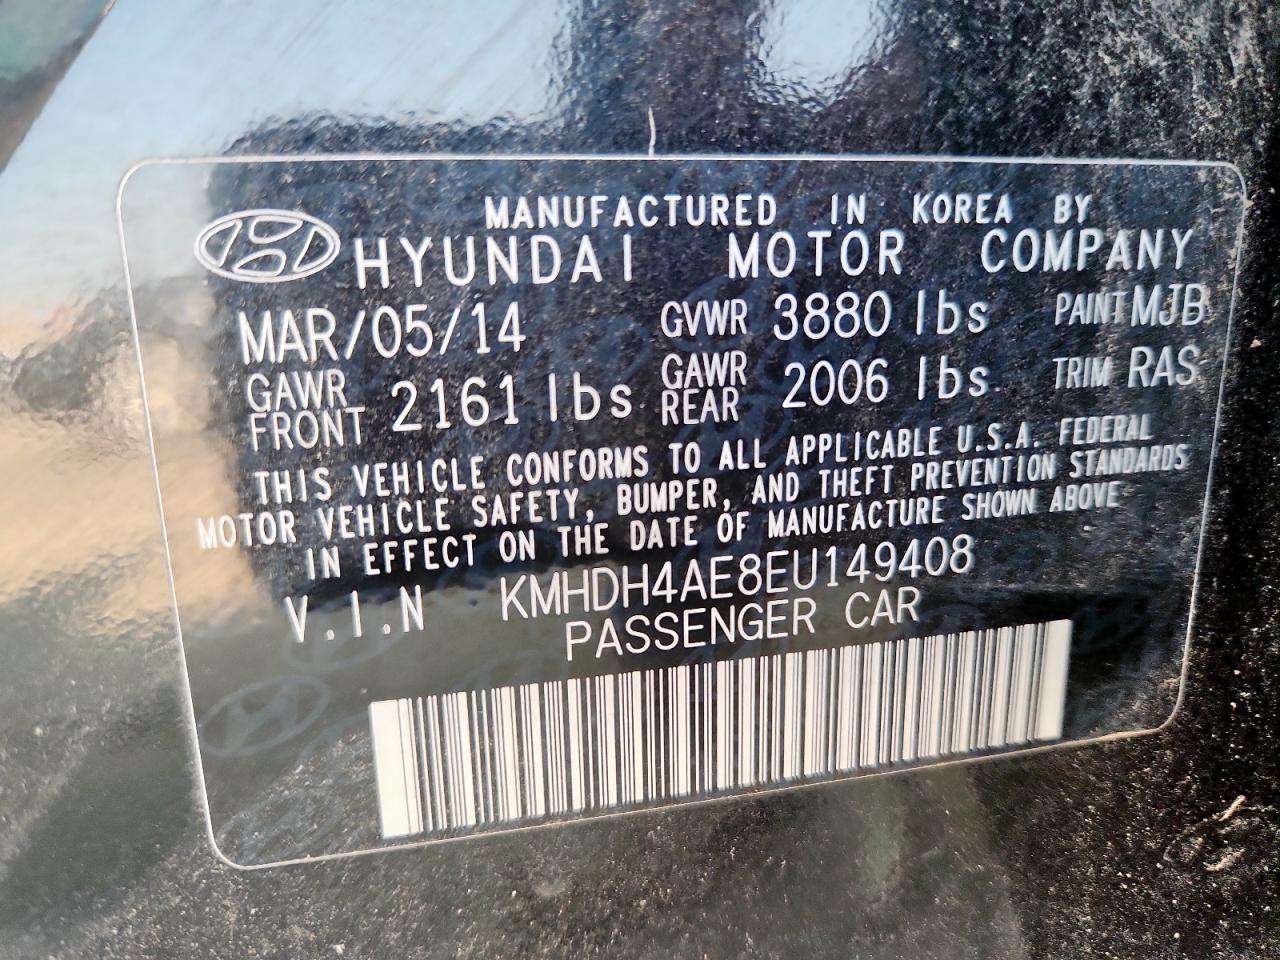 MANUFACTURED IN KOREA BY
HYUNDAI MOTOR COMPANY
MAR/05/14 GVWR 3880 lbs PAINT MJB
GAWR FRONT 2161 lbs GAWR REAR 2006 lbs TRIM RAS
THIS VEHICLE CONFORMS TO ALL APPLICABLE U.S.A. FEDERAL
MOTOR VEHICLE SAFETY, BUMPER, AND THEFT PREVENTION STANDARDS
IN EFFECT ON THE DATE OF MANUFACTURE SHOWN ABOVE
V.I.N KMHDH4AE8EU149408
PASSENGER CAR